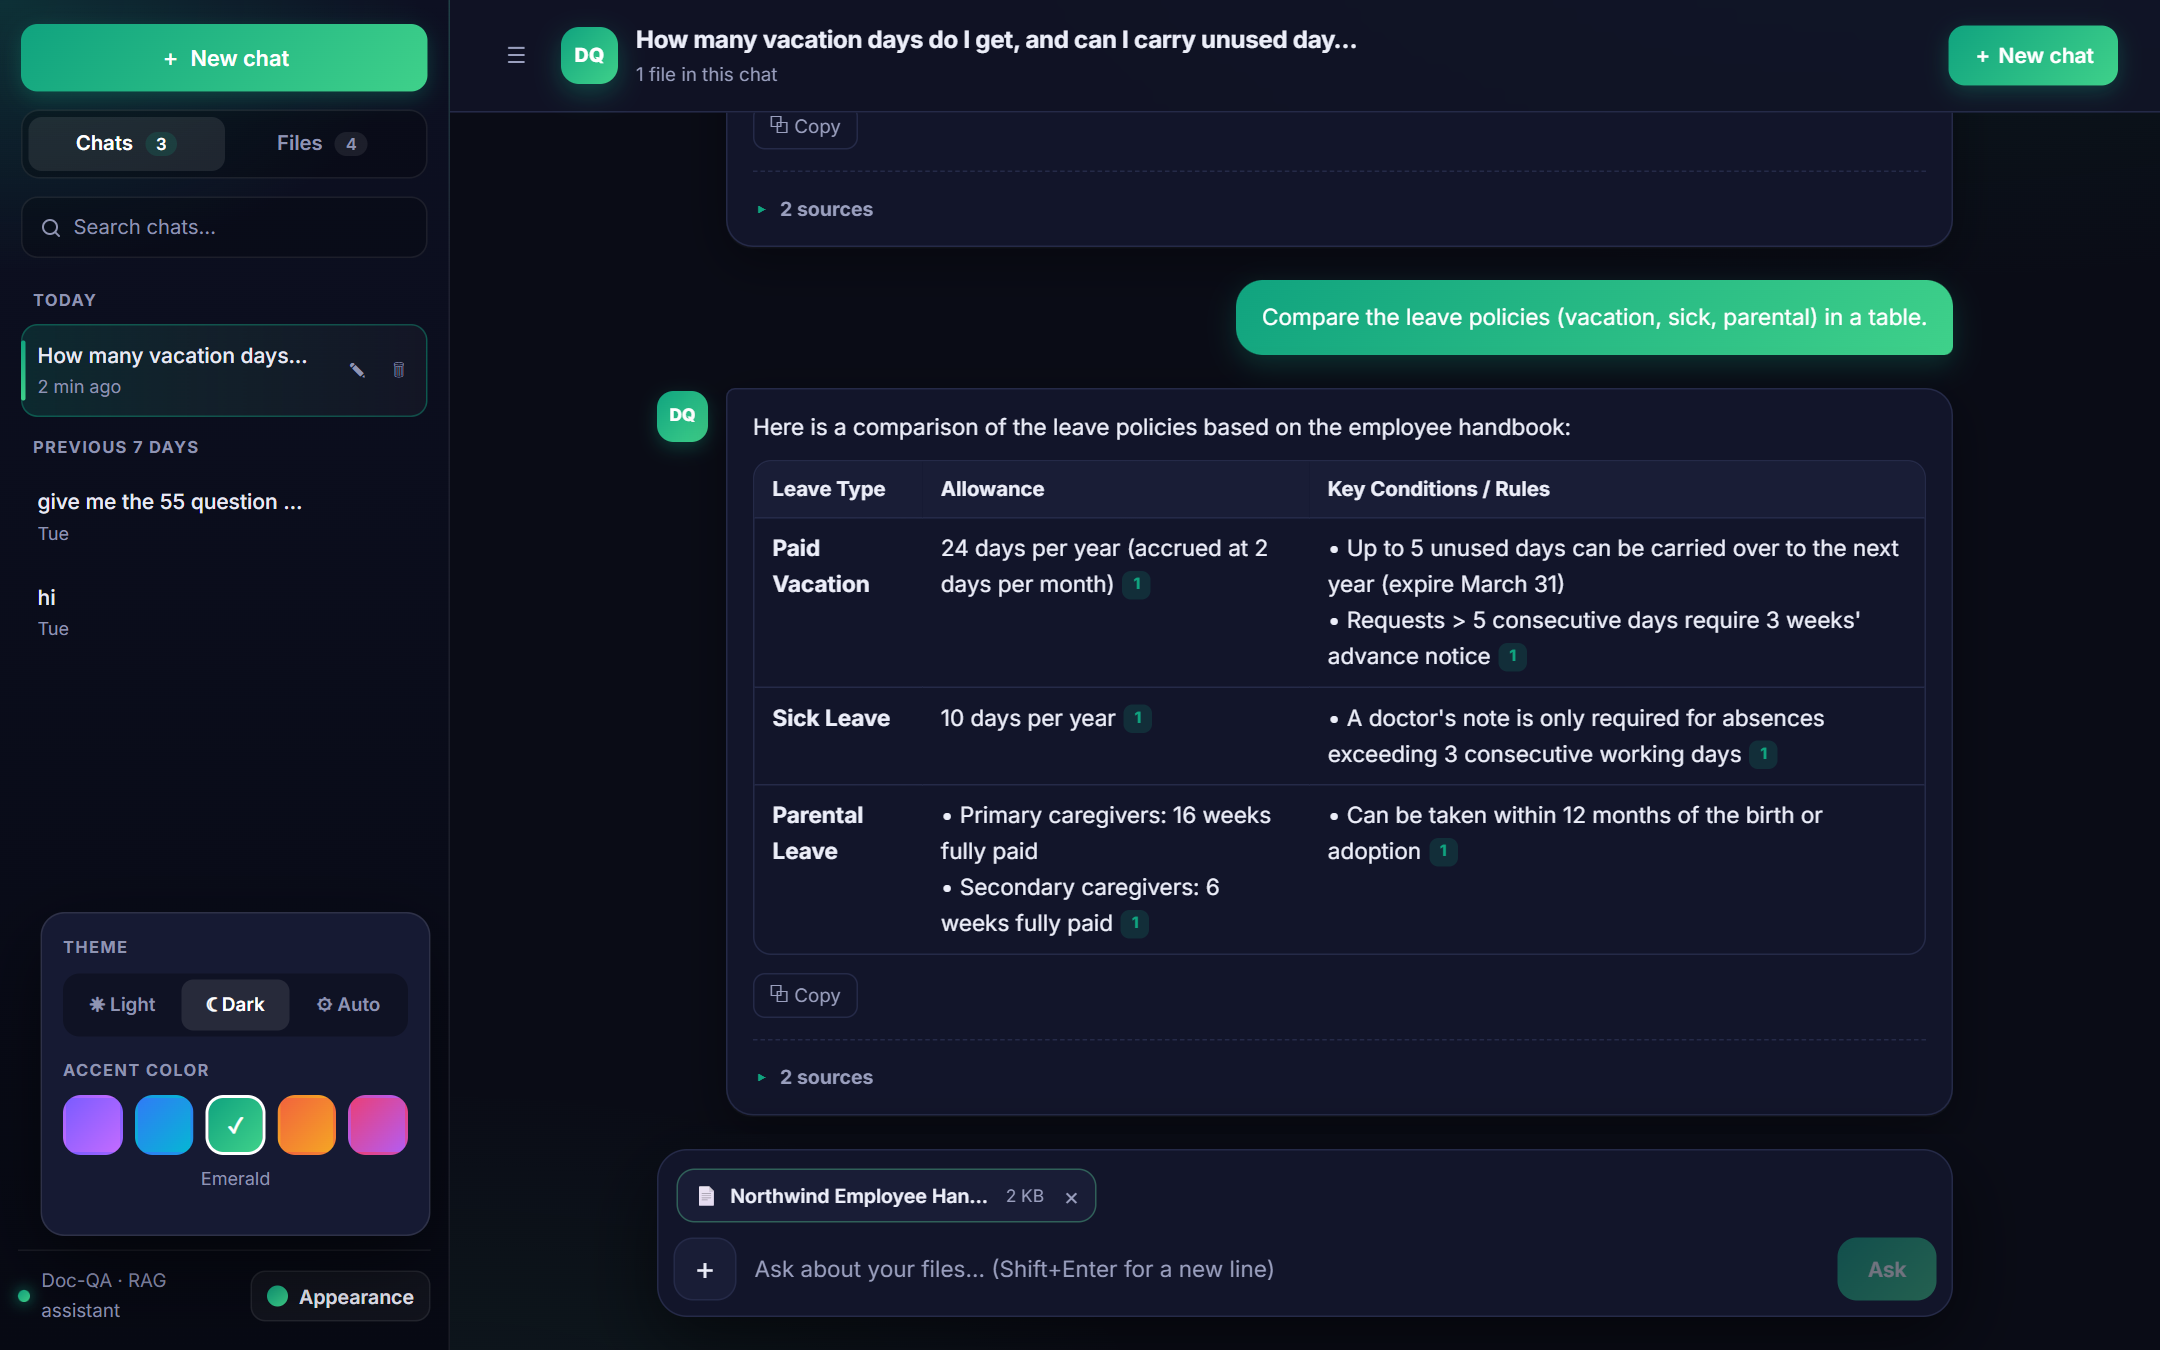 + New chat
Chats 3
Files 4
Search chats...
TODAY
How many vacation days...
2 min ago
PREVIOUS 7 DAYS
give me the 55 question ...
Tue
hi
Tue
THEME
Light
Dark
Auto
ACCENT COLOR
✓
Emerald
Doc-QA · RAG
assistant
Appearance
☰
DQ
How many vacation days do I get, and can I carry unused day...
1 file in this chat
+ New chat
Copy
2 sources
Compare the leave policies (vacation, sick, parental) in a table.
DQ
Here is a comparison of the leave policies based on the employee handbook:
Leave Type Allowance Key Conditions / Rules
Paid
Vacation
24 days per year (accrued at 2
days per month) 1
• Up to 5 unused days can be carried over to the next
year (expire March 31)
• Requests > 5 consecutive days require 3 weeks'
advance notice 1
Sick Leave
10 days per year 1
• A doctor's note is only required for absences
exceeding 3 consecutive working days 1
Parental
Leave
• Primary caregivers: 16 weeks
fully paid
• Secondary caregivers: 6
weeks fully paid 1
• Can be taken within 12 months of the birth or
adoption 1
Copy
2 sources
Northwind Employee Han... 2 KB ×
+
Ask about your files... (Shift+Enter for a new line)
Ask